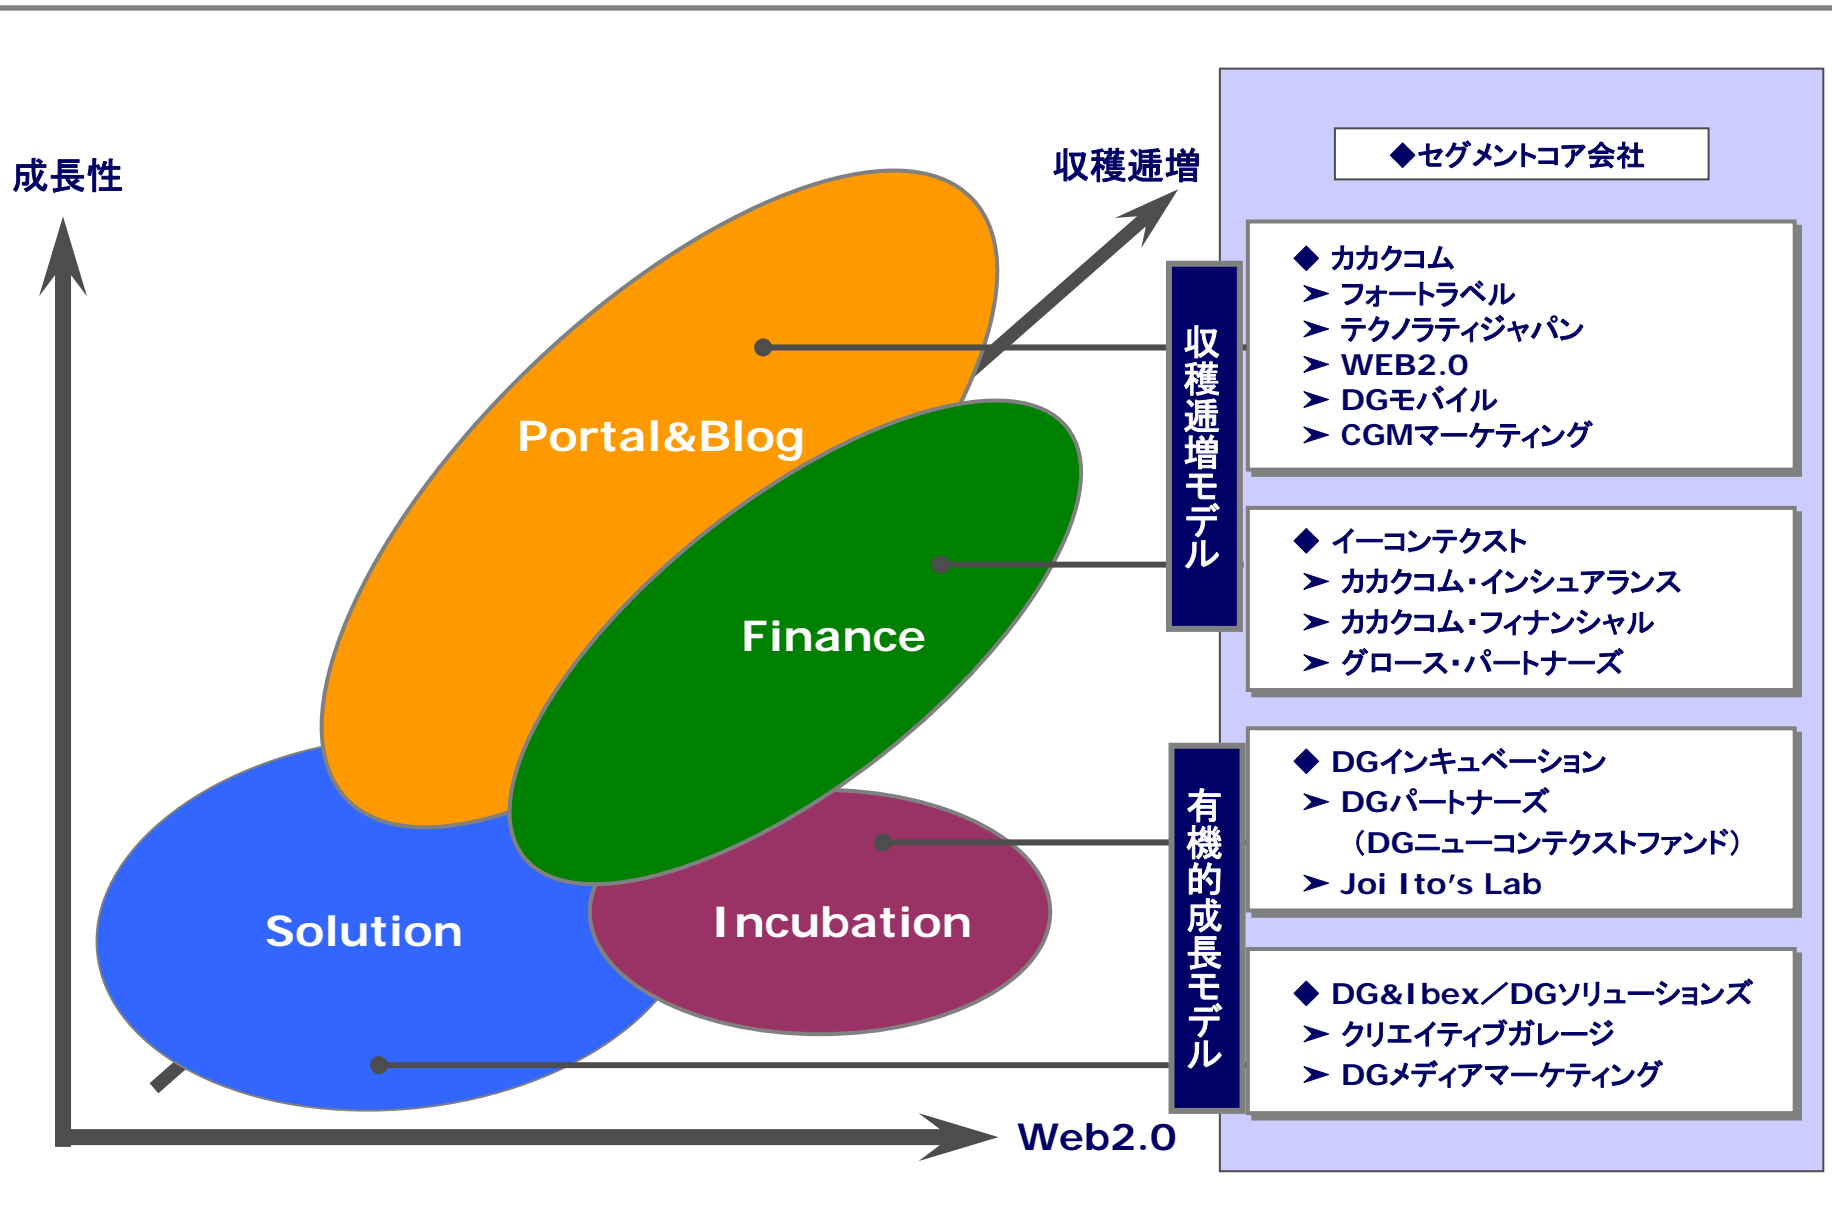 成長性
収穫逓増
Portal&Blog
Finance
Solution
Incubation
Web2.0
収穫逓増モデル
有機的成長モデル
◆セグメントコア会社
◆ カカクコム
➤ フォートラベル
➤ テクノラティジャパン
➤ WEB2.0
➤ DGモバイル
➤ CGMマーケティング
◆ イーコンテクスト
➤ カカクコム・インシュアランス
➤ カカクコム・フィナンシャル
➤ グロース・パートナーズ
◆ DGインキュベーション
➤ DGパートナーズ
（DGニューコンテクストファンド）
➤ Joi Ito's Lab
◆ DG&Ibex／DGソリューションズ
➤ クリエイティブガレージ
➤ DGメディアマーケティング